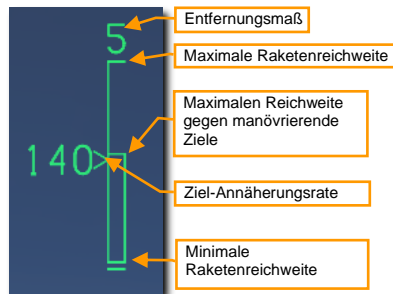 Entfernungsmaß
5
Maximale Raketenreichweite
Maximalen Reichweite
gegen manövrierende
Ziele
140
Ziel-Annäherungsrate
Minimale
Raketenreichweite